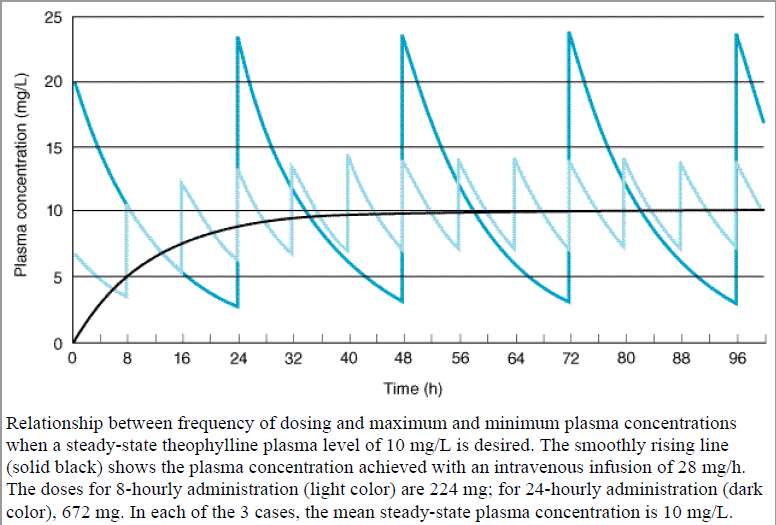 25
20
15
10
5
0
Plasma concentration (mg/L)
0 8 16 24 32 40 48 56 64 72 80 88 96
Time (h)
Relationship between frequency of dosing and maximum and minimum plasma concentrations
when a steady-state theophylline plasma level of 10 mg/L is desired. The smoothly rising line
(solid black) shows the plasma concentration achieved with an intravenous infusion of 28 mg/h.
The doses for 8-hourly administration (light color) are 224 mg; for 24-hourly administration (dark
color), 672 mg. In each of the 3 cases, the mean steady-state plasma concentration is 10 mg/L.